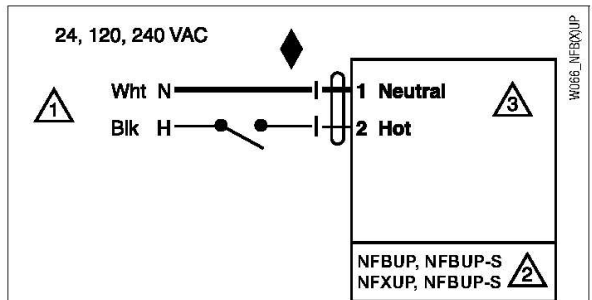 24, 120, 240 VAC
1
Wht N
1 Neutral
3
Blk H
2 Hot
NFBUP, NFBUP-S
NFXUP, NFBUP-S
2
W066_NFB(X)UP